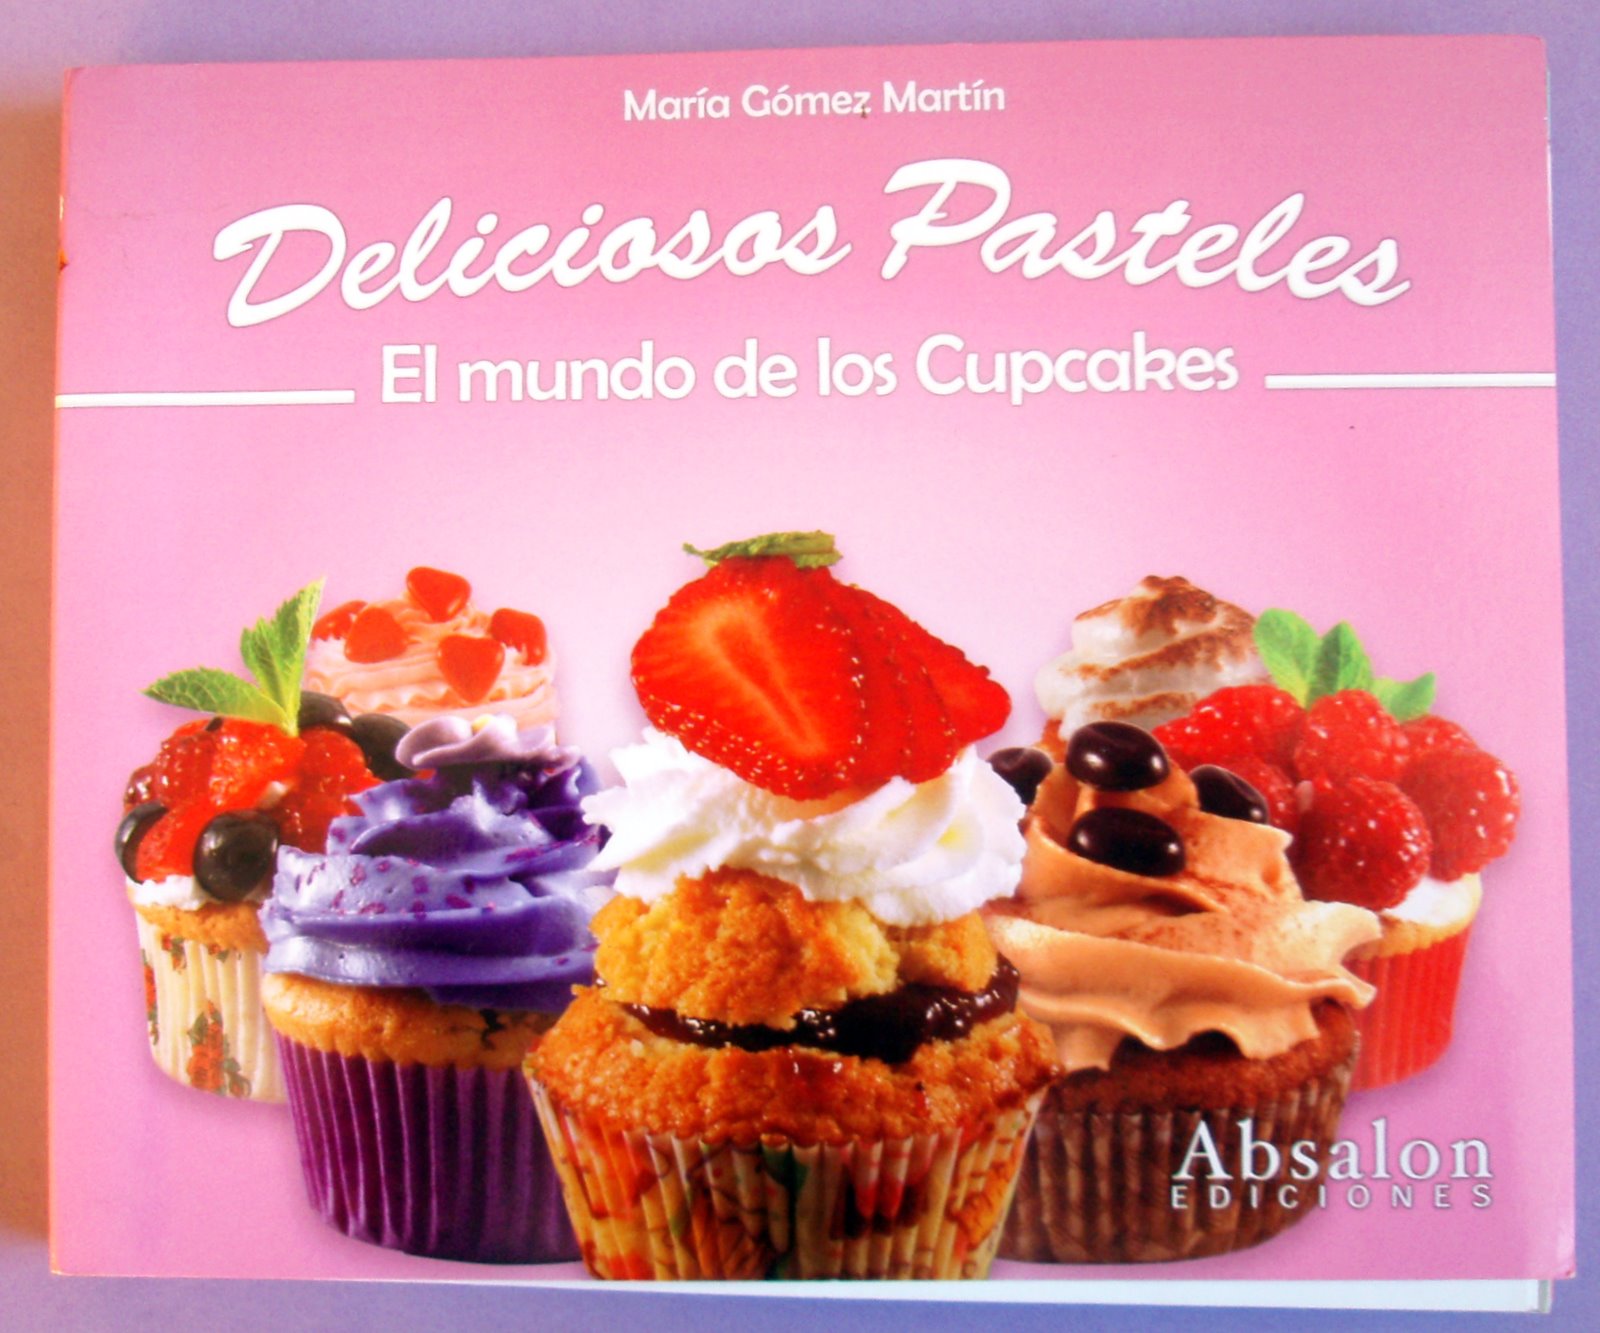 María Gómez Martín
Deliciosos Pasteles
El mundo de los Cupcakes
Absalon
EDICIONES